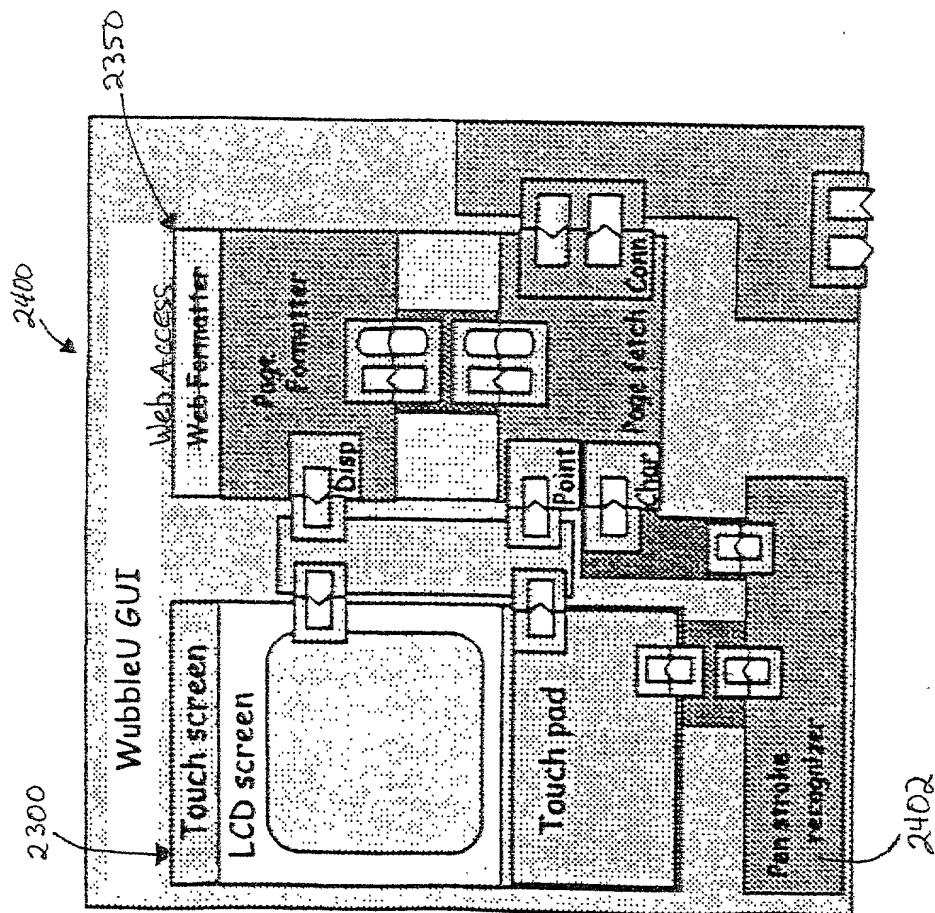 2400
2350
2300
WubbleU GUI
Touch screen
LCD screen
Touch pad
Web Access
Web Formatter
Page
Formatter
Disp
Point
Char
Page fetch
Conn
Pen stroke
recognizer
2402